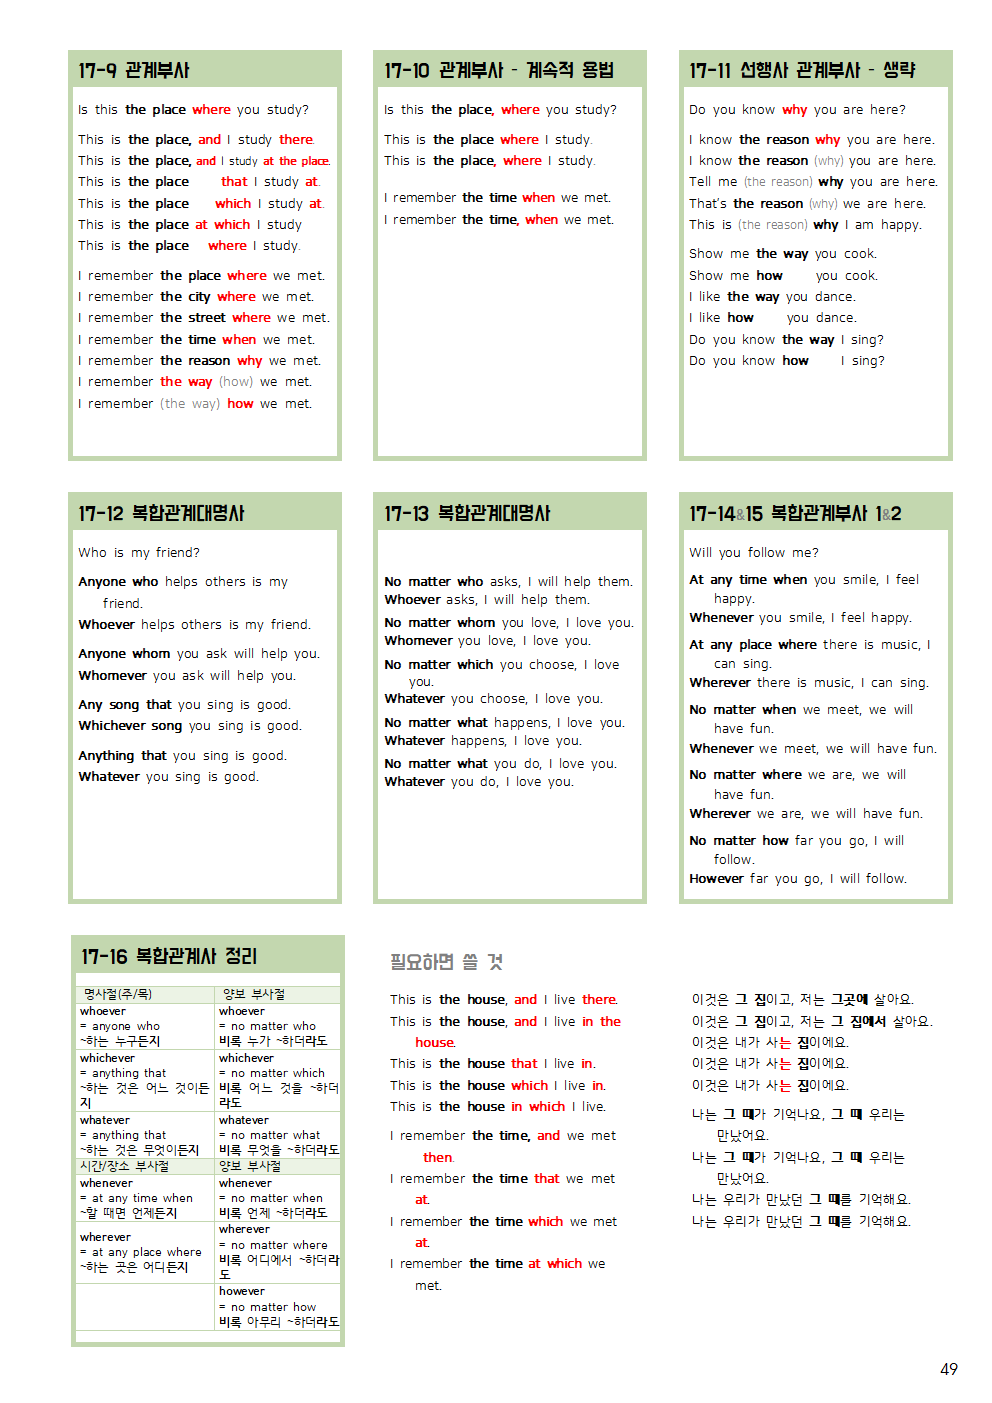 17-9 관계부사
Is this the place where you study?
This is the place, and I study there.
This is the place, and I study at the place.
This is the place that I study at.
This is the place which I study at.
This is the place at which I study
This is the place where I study.
I remember the place where we met.
I remember the city where we met.
I remember the street where we met.
I remember the time when we met.
I remember the reason why we met.
I remember the way (how) we met.
I remember (the way) how we met.
17-10 관계부사 - 계속적 용법
Is this the place, where you study?
This is the place where I study.
This is the place, where I study.
I remember the time when we met.
I remember the time, when we met.
17-11 선행사 관계부사 - 생략
Do you know why you are here?
I know the reason why you are here.
I know the reason (why) you are here.
Tell me (the reason) why you are here.
That's the reason (why) we are here.
This is (the reason) why I am happy.
Show me the way you cook.
Show me how you cook.
I like the way you dance.
I like how you dance.
Do you know the way I sing?
Do you know how I sing?
17-12 복합관계대명사
Who is my friend?
Anyone who helps others is my
friend.
Whoever helps others is my friend.
Anyone whom you ask will help you.
Whomever you ask will help you.
Any song that you sing is good.
Whichever song you sing is good.
Anything that you sing is good.
Whatever you sing is good.
17-13 복합관계대명사
No matter who asks, I will help them.
Whoever asks, I will help them.
No matter whom you love, I love you.
Whomever you love, I love you.
No matter which you choose, I love
you.
Whatever you choose, I love you.
No matter what happens, I love you.
Whatever happens, I love you.
No matter what you do, I love you.
Whatever you do, I love you.
17-14&15 복합관계부사 1&2
Will you follow me?
At any time when you smile, I feel
happy.
Whenever you smile, I feel happy.
At any place where there is music, I
can sing.
Wherever there is music, I can sing.
No matter when we meet, we will
have fun.
Whenever we meet, we will have fun.
No matter where we are, we will
have fun.
Wherever we are, we will have fun.
No matter how far you go, I will
follow.
However far you go, I will follow.
17-16 복합관계사 정리
명사절(주/목) 양보 부사절
whoever
= anyone who
~하는 누구든지
whoever
= no matter who
비록 누가 ~하더라도
whichever
= anything that
~하는 것은 어느 것이든
지
whichever
= no matter which
비록 어느 것을 ~하더
라도
whatever
= anything that
~하는 것은 무엇이든지
whatever
= no matter what
비록 무엇을 ~하더라도
시간/장소 부사절 양보 부사절
whenever
= at any time when
~할 때면 언제든지
whenever
= no matter when
비록 언제 ~하더라도
wherever
= at any place where
~하는 곳은 어디든지
wherever
= no matter where
비록 어디에서 ~하더라
도
however
= no matter how
비록 아무리 ~하더라도
필요하면 쓸 것
This is the house, and I live there.
This is the house, and I live in the
house.
This is the house that I live in.
This is the house which I live in.
This is the house in which I live.
I remember the time, and we met
then.
I remember the time that we met
at.
I remember the time which we met
at.
I remember the time at which we
met.
이것은 그 집이고, 저는 그곳에 살아요.
이것은 그 집이고, 저는 그 집에서 살아요.
이것은 내가 사는 집이에요.
이것은 내가 사는 집이에요.
이것은 내가 사는 집이에요.
나는 그 때가 기억나요, 그 때 우리는
만났어요.
나는 그 때가 기억나요, 그 때 우리는
만났어요.
나는 우리가 만났던 그 때를 기억해요.
나는 우리가 만났던 그 때를 기억해요.
49